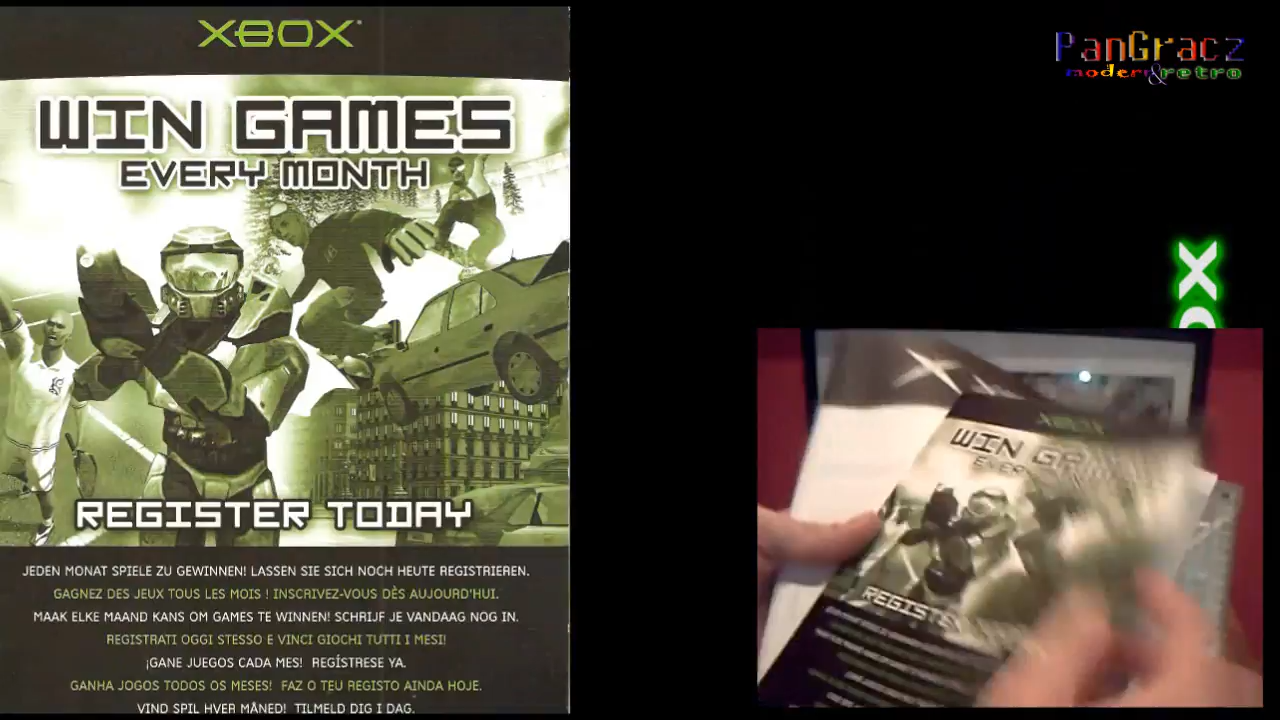 XBOX
WIN GAMES
EVERY MONTH
REGISTER TODAY
JEDEN MONAT SPIELE ZU GEWINNEN! LASSEN SIE SICH NOCH HEUTE REGISTRIEREN.
GAGNEZ DES JEUX TOUS LES MOIS ! INSCRIVEZ-VOUS DÈS AUJOURD'HUI.
MAAK ELKE MAAND KANS OM GAMES TE WINNEN! SCHRIJF JE VANDAAG NOG IN.
REGISTRATI OGGI STESSO E VINCI GIOCHI TUTTI I MESI!
¡GANE JUEGOS CADA MES! REGÍSTRESE YA.
GANHA JOGOS TODOS OS MESES! FAZ O TEU REGISTO AINDA HOJE.
VIND SPIL HVER MÅNED! TILMELD DIG I DAG.
PanGracz
modern&retro
OX
XBOX
WIN GA
EVER
REGISTE